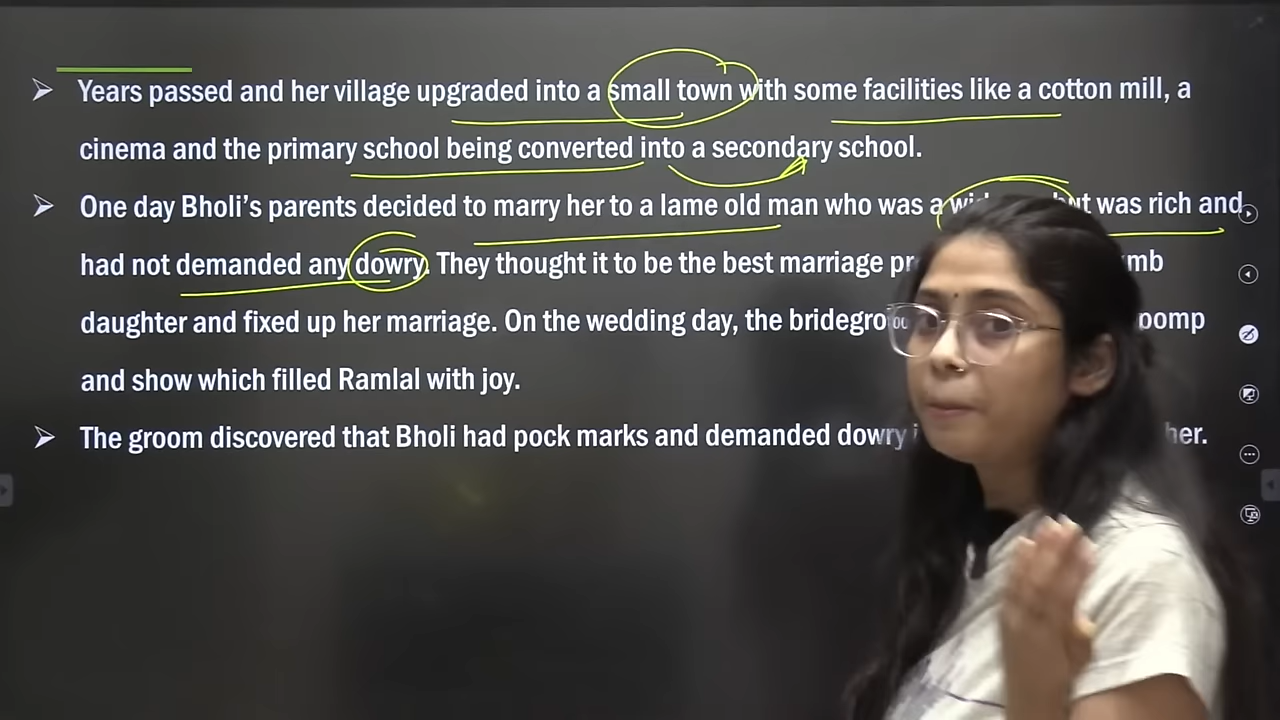 Years passed and her village upgraded into a small town with some facilities like a cotton mill, a
cinema and the primary school being converted into a secondary school.
One day Bholi's parents decided to marry her to a lame old man who was a but was rich and
had not demanded any dowry. They thought it to be the best marriage
daughter and fixed up her marriage. On the wedding day, the pomp
and show which filled Ramlal with joy.
The groom discovered that Bholi had pock marks and demanded dowry her.